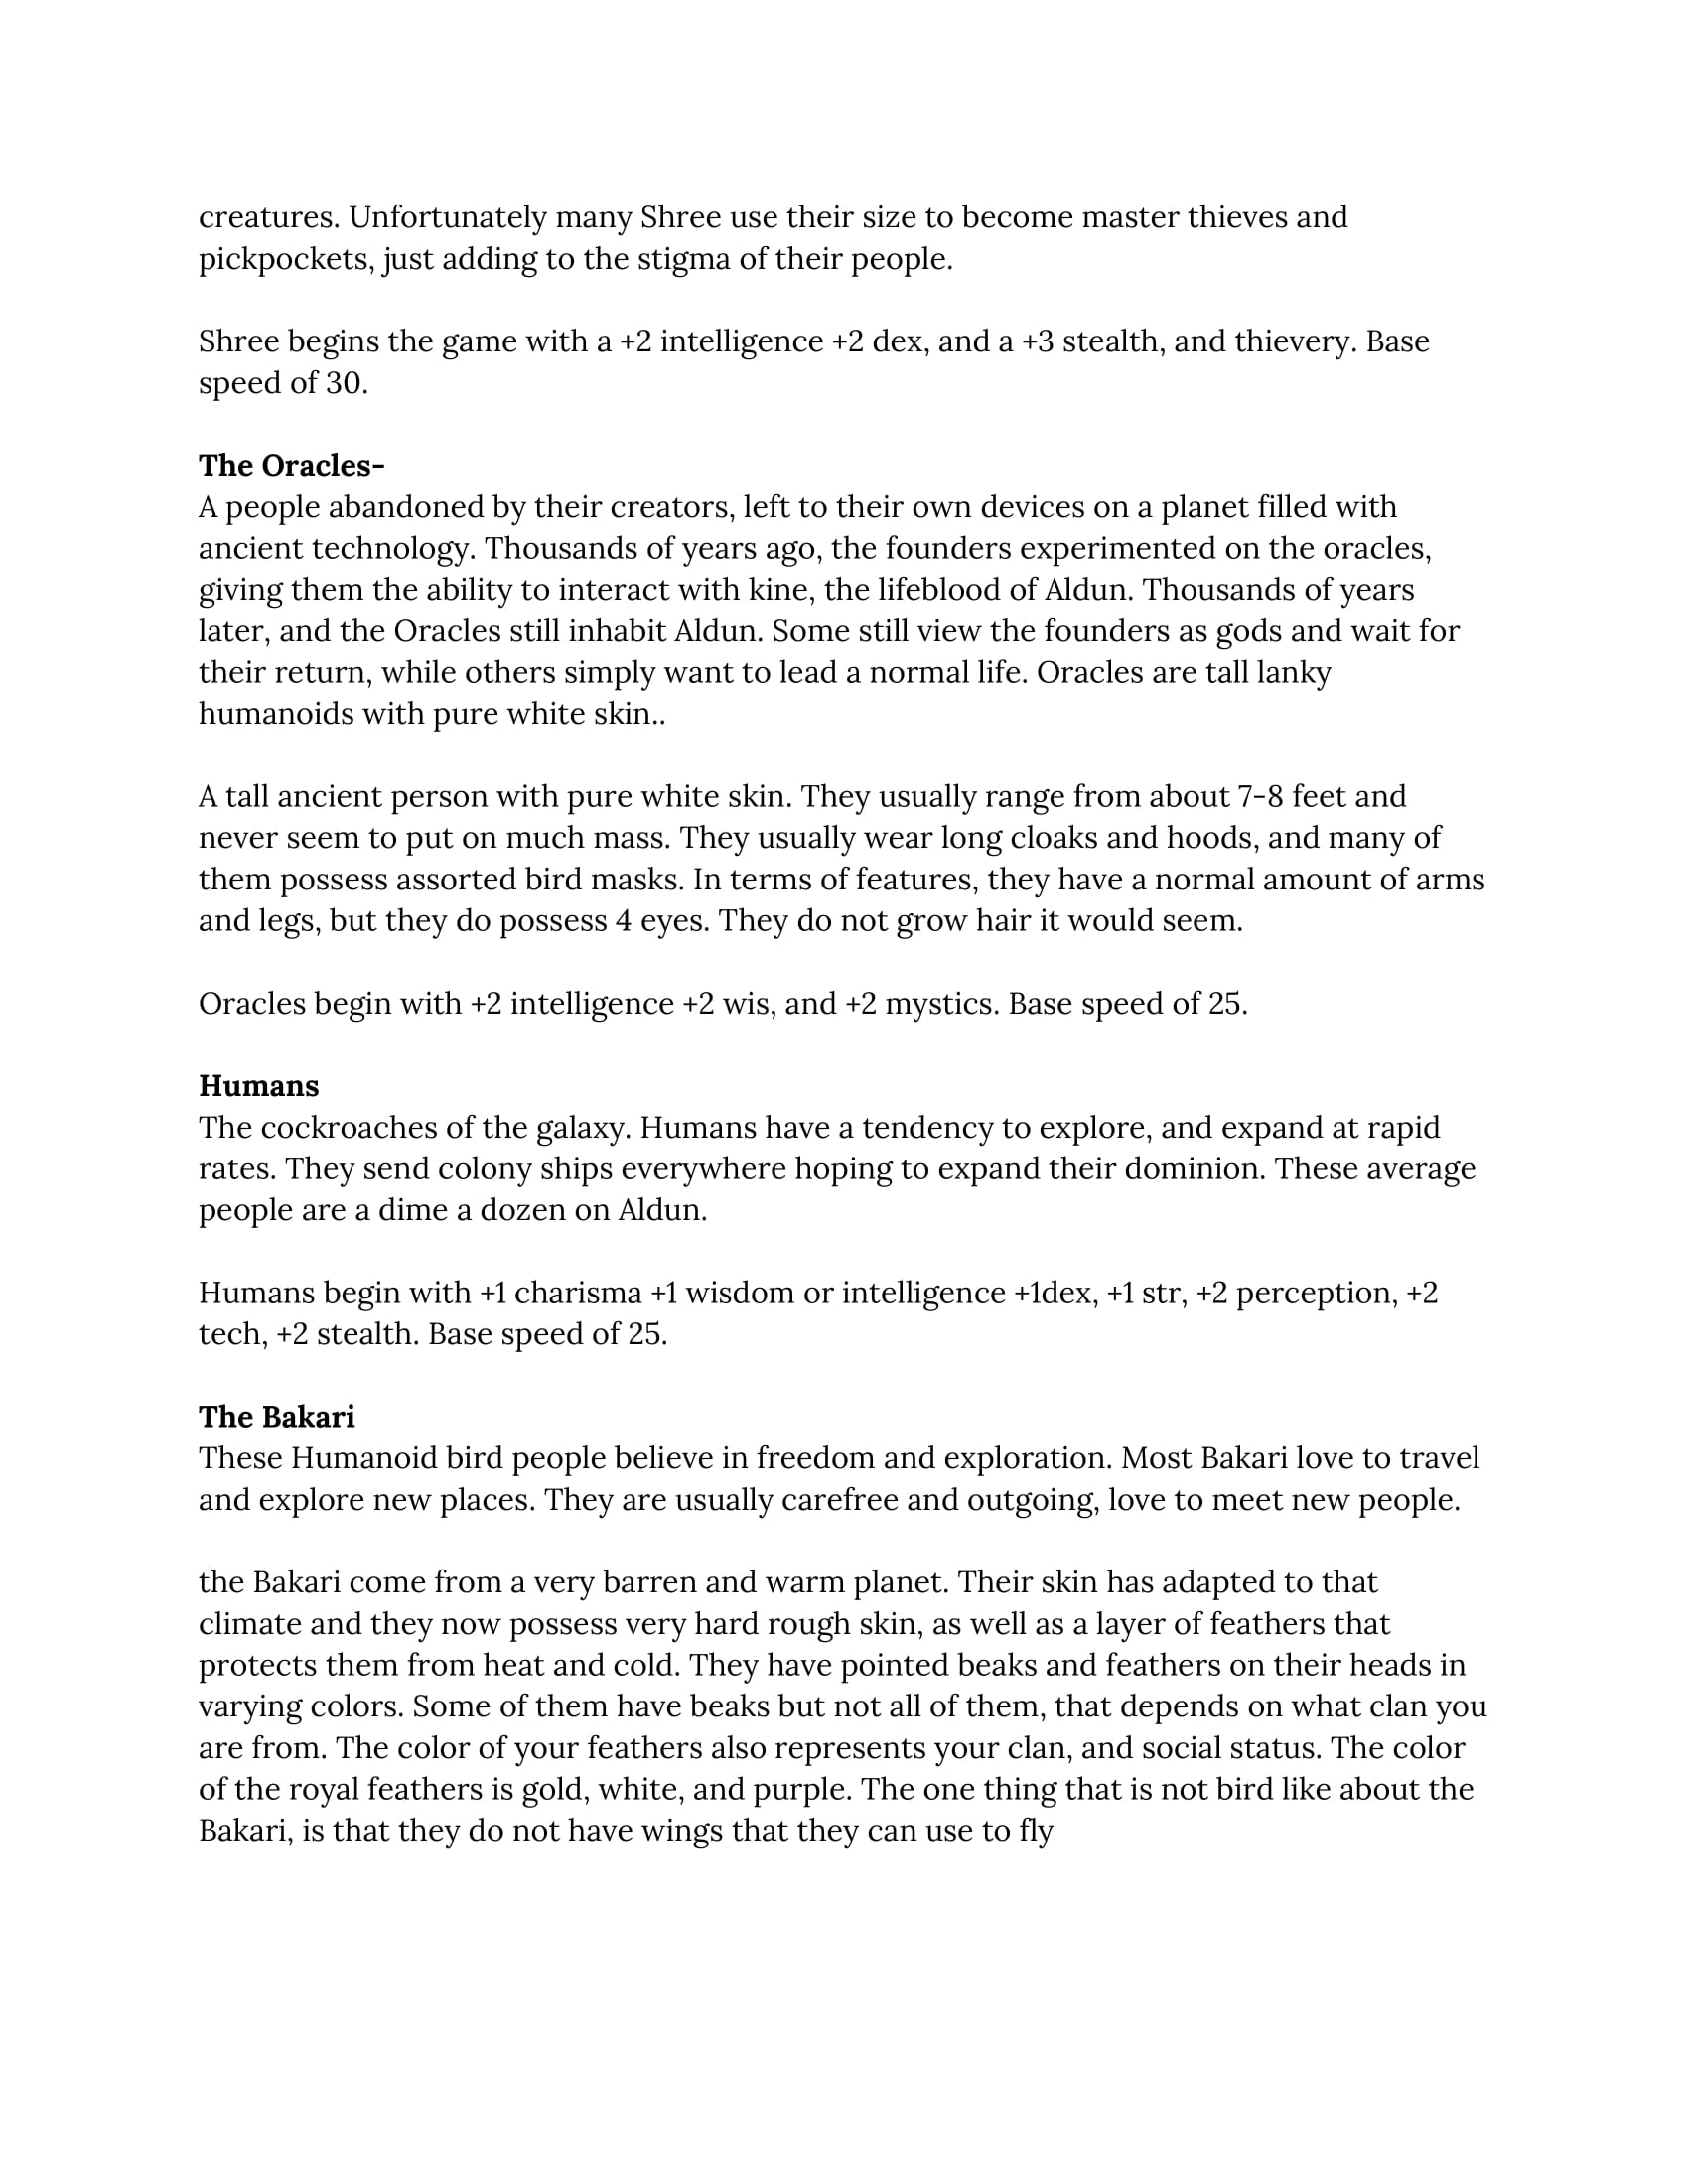 creatures. Unfortunately many Shree use their size to become master thieves and
pickpockets, just adding to the stigma of their people.
Shree begins the game with a +2 intelligence +2 dex, and a +3 stealth, and thievery. Base
speed of 30.
The Oracles-
A people abandoned by their creators, left to their own devices on a planet filled with
ancient technology. Thousands of years ago, the founders experimented on the oracles,
giving them the ability to interact with kine, the lifeblood of Aldun. Thousands of years
later, and the Oracles still inhabit Aldun. Some still view the founders as gods and wait for
their return, while others simply want to lead a normal life. Oracles are tall lanky
humanoids with pure white skin..
A tall ancient person with pure white skin. They usually range from about 7-8 feet and
never seem to put on much mass. They usually wear long cloaks and hoods, and many of
them possess assorted bird masks. In terms of features, they have a normal amount of arms
and legs, but they do possess 4 eyes. They do not grow hair it would seem.
Oracles begin with +2 intelligence +2 wis, and +2 mystics. Base speed of 25.
Humans
The cockroaches of the galaxy. Humans have a tendency to explore, and expand at rapid
rates. They send colony ships everywhere hoping to expand their dominion. These average
people are a dime a dozen on Aldun.
Humans begin with +1 charisma +1 wisdom or intelligence +1dex, +1 str, +2 perception, +2
tech, +2 stealth. Base speed of 25.
The Bakari
These Humanoid bird people believe in freedom and exploration. Most Bakari love to travel
and explore new places. They are usually carefree and outgoing, love to meet new people.
the Bakari come from a very barren and warm planet. Their skin has adapted to that
climate and they now possess very hard rough skin, as well as a layer of feathers that
protects them from heat and cold. They have pointed beaks and feathers on their heads in
varying colors. Some of them have beaks but not all of them, that depends on what clan you
are from. The color of your feathers also represents your clan, and social status. The color
of the royal feathers is gold, white, and purple. The one thing that is not bird like about the
Bakari, is that they do not have wings that they can use to fly